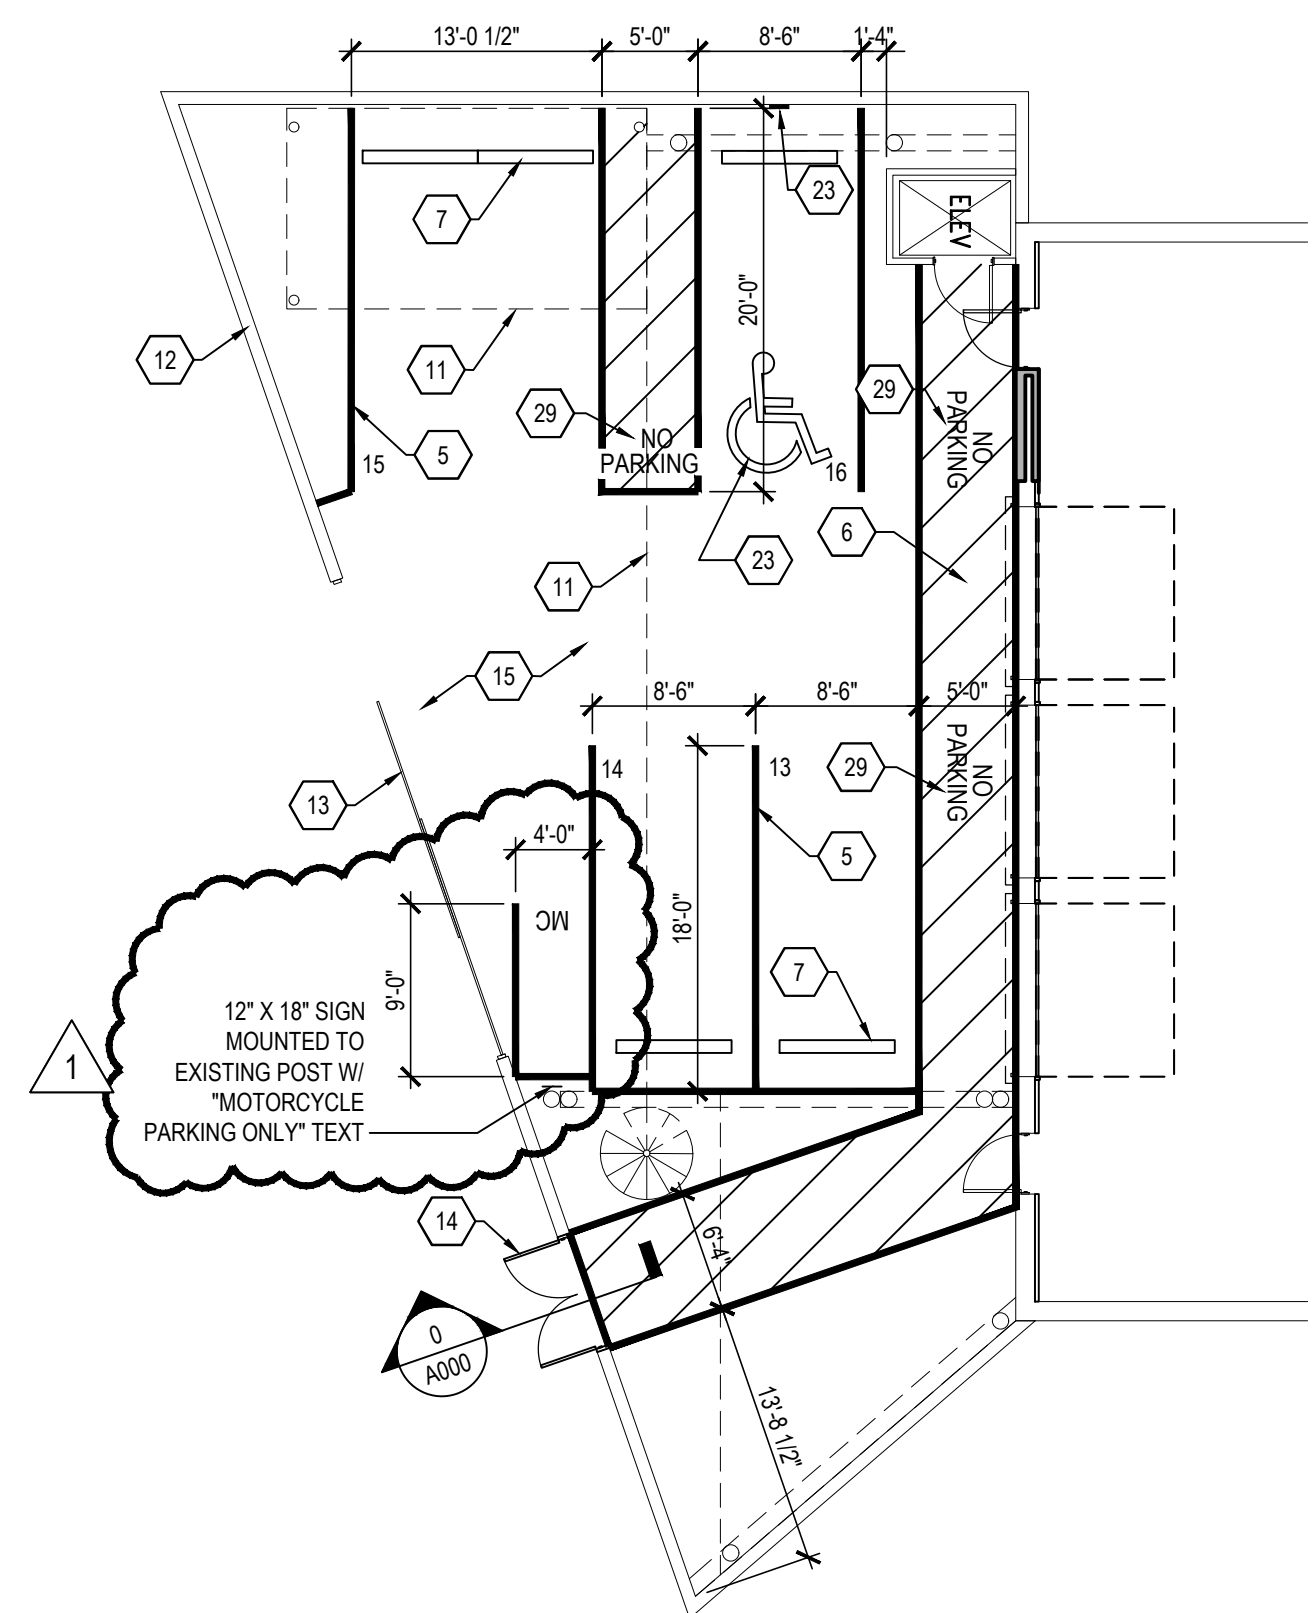 13'-0 1/2"
5'-0"
8'-6"
1'-4"
7
23
ELEV
20'-0"
12
11
29
29
NO
PARKING
5
15
NO
PARKING
16
6
23
11
15
8'-6"
8'-6"
5'-0"
14
13
29
NO
PARKING
13
4'-0"
5
MC
18'-0"
9'-0"
7
12" X 18" SIGN
MOUNTED TO
EXISTING POST W/
"MOTORCYCLE
PARKING ONLY" TEXT
1
14
6'-4"
0
A000
13'-8 1/2"